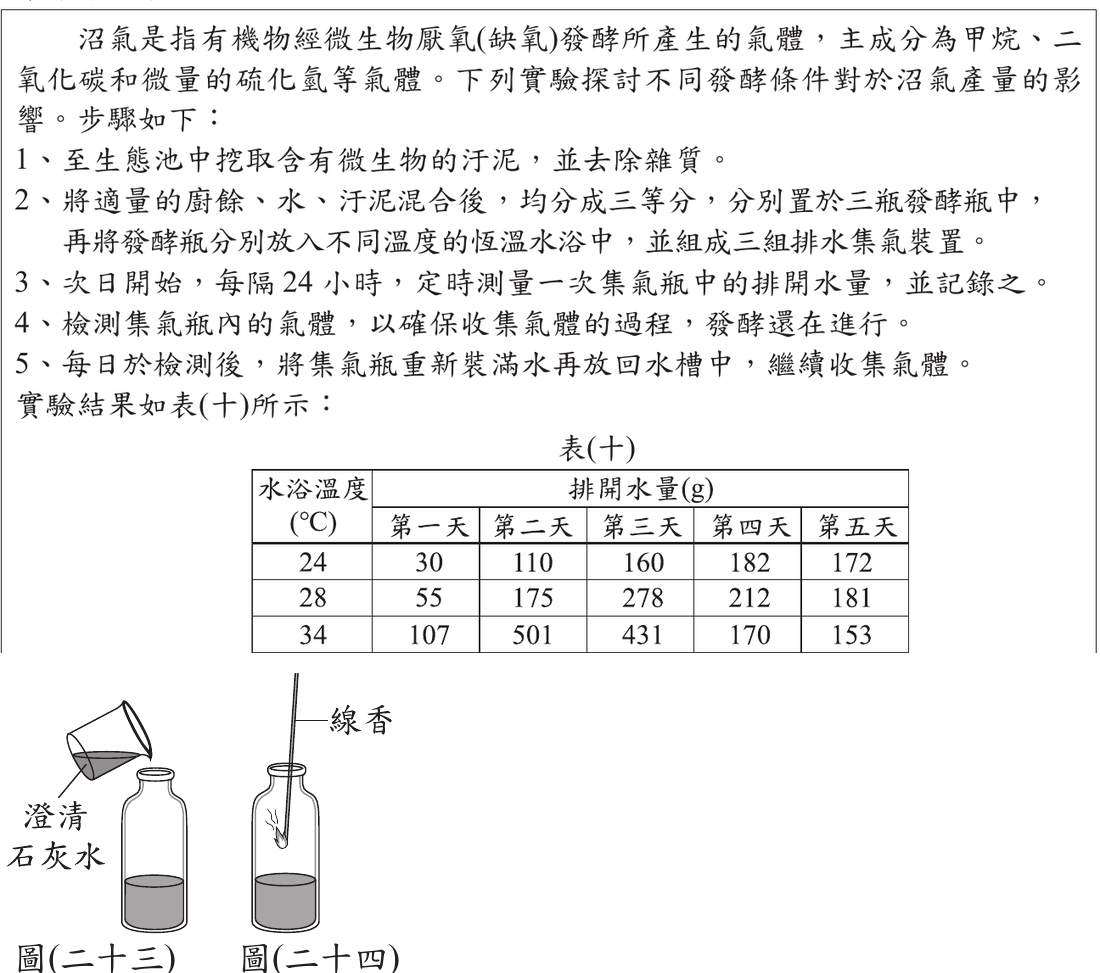 沼氣是指有機物經微生物厭氧(缺氧)發酵所產生的氣體，主成分為甲烷、二
氧化碳和微量的硫化氫等氣體。下列實驗探討不同發酵條件對於沼氣產量的影
響。步驟如下：
1、至生態池中挖取含有微生物的汙泥，並去除雜質。
2、將適量的廚餘、水、汙泥混合後，均分成三等分，分別置於三瓶發酵瓶中，
再將發酵瓶分別放入不同溫度的恆溫水浴中，並組成三組排水集氣裝置。
3、次日開始，每隔 24 小時，定時測量一次集氣瓶中的排開水量，並記錄之。
4、檢測集氣瓶內的氣體，以確保收集氣體的過程，發酵還在進行。
5、每日於檢測後，將集氣瓶重新裝滿水再放回水槽中，繼續收集氣體。
實驗結果如表(十)所示：
表(十)
水浴溫度 排開水量(g)
(℃) 第一天 第二天 第三天 第四天 第五天
24 30 110 160 182 172
28 55 175 278 212 181
34 107 501 431 170 153
線香
澄清
石灰水
圖(二十三) 圖(二十四)